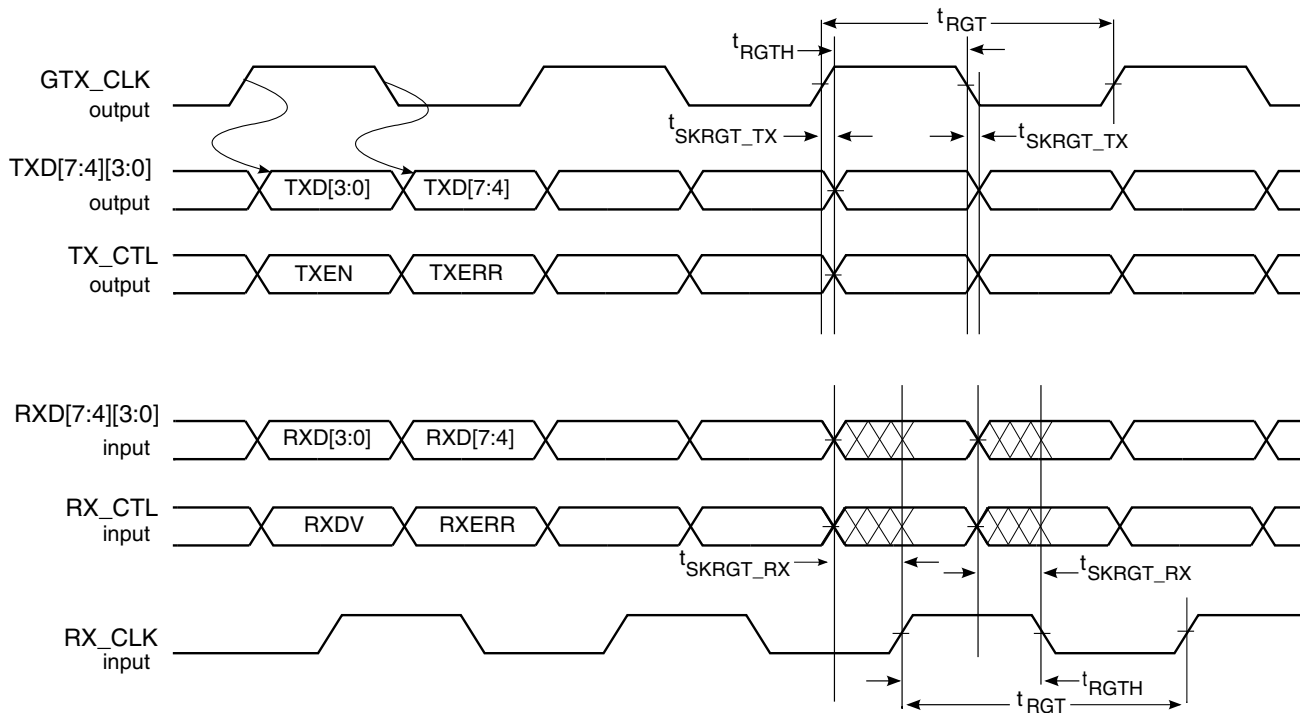 t_RGT
t_RGTH
GTX_CLK
output
t_SKRGT_TX
t_SKRGT_TX
TXD[7:4][3:0]
output
TXD[3:0]
TXD[7:4]
TX_CTL
output
TXEN
TXERR
RXD[7:4][3:0]
input
RXD[3:0]
RXD[7:4]
RX_CTL
input
RXDV
RXERR
t_SKRGT_RX
t_SKRGT_RX
RX_CLK
input
t_RGTH
t_RGT